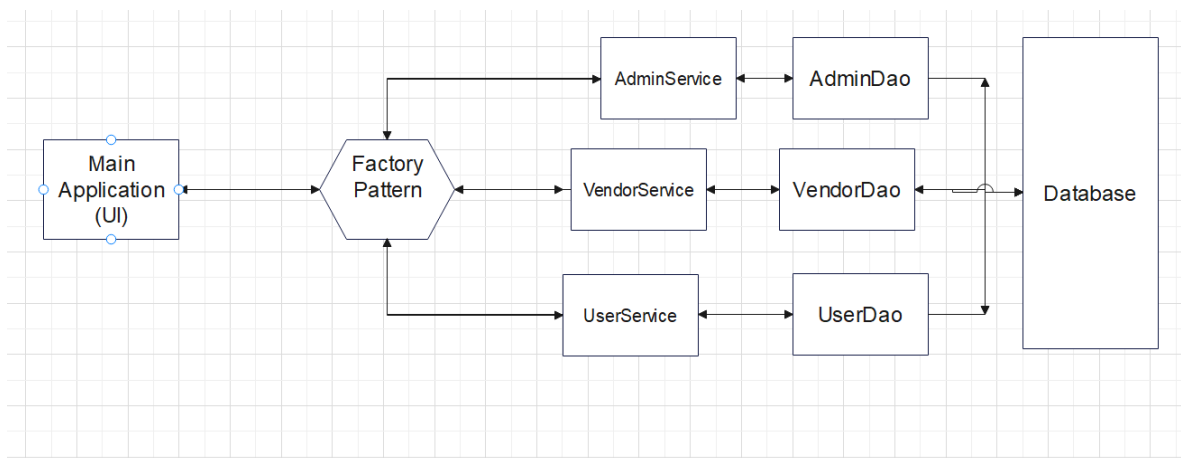 Main
Application
(UI)
Factory
Pattern
AdminService
AdminDao
VendorService
VendorDao
UserService
UserDao
Database